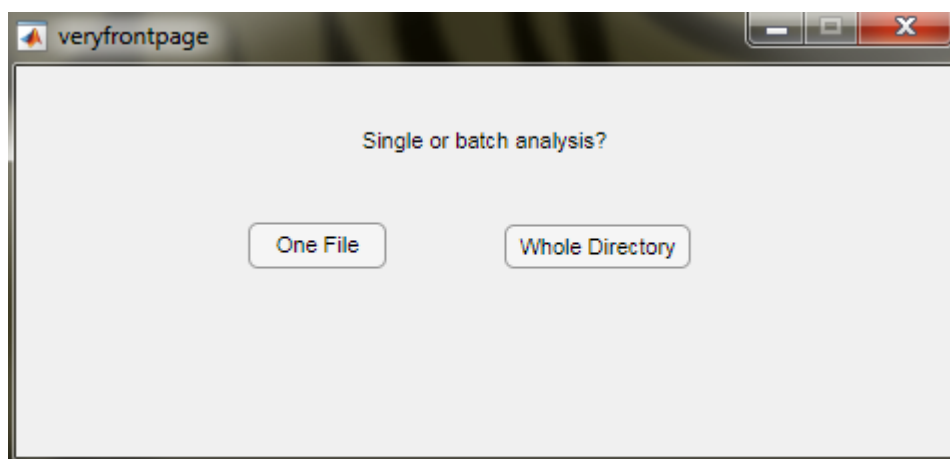 veryfrontpage
Single or batch analysis?
One File
Whole Directory